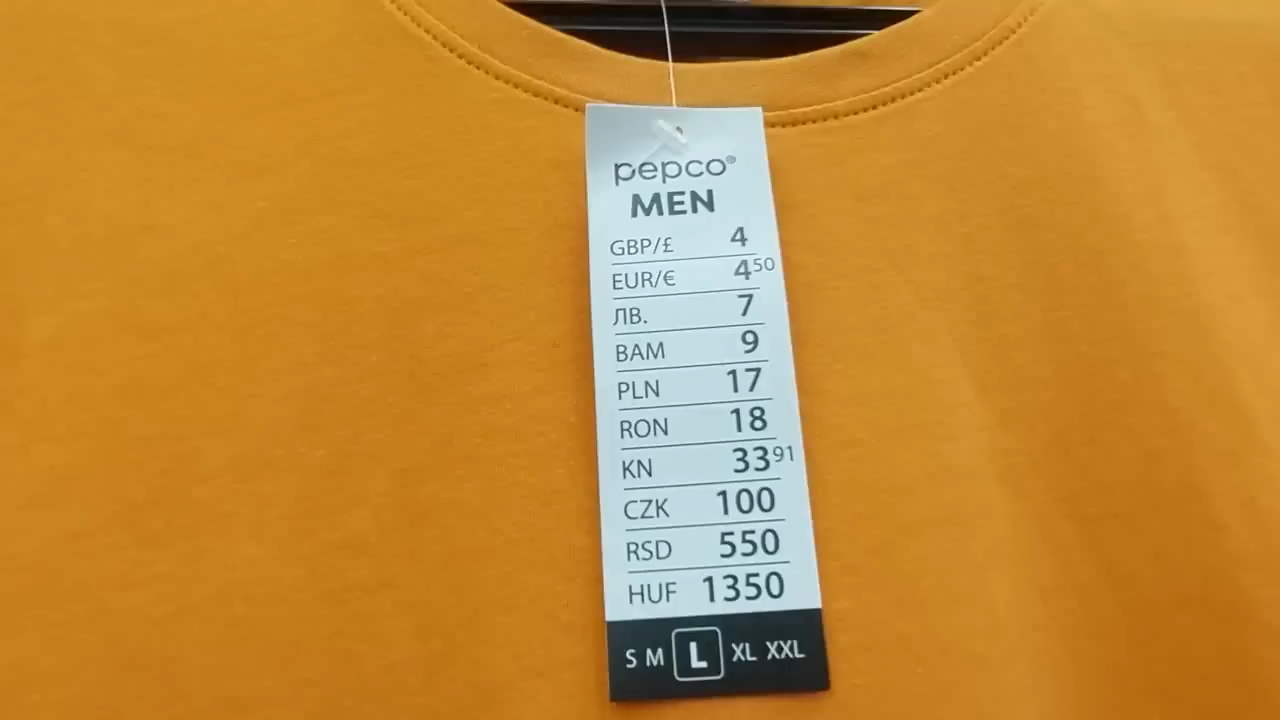 pepco®
MEN
GBP/£ 4
EUR/€ 4⁵⁰
ЛВ. 7
BAM 9
PLN 17
RON 18
KN 33⁹¹
CZK 100
RSD 550
HUF 1350
S M L XL XXL